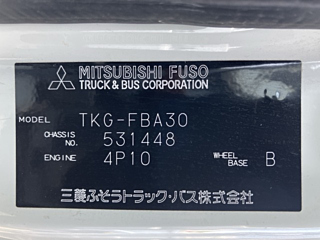 MITSUBISHI FUSO
TRUCK & BUS CORPORATION
MODEL TKG-FBA30
CHASSIS NO. 531448
ENGINE 4P10 WHEEL BASE B
三菱ふそうトラック・バス株式会社